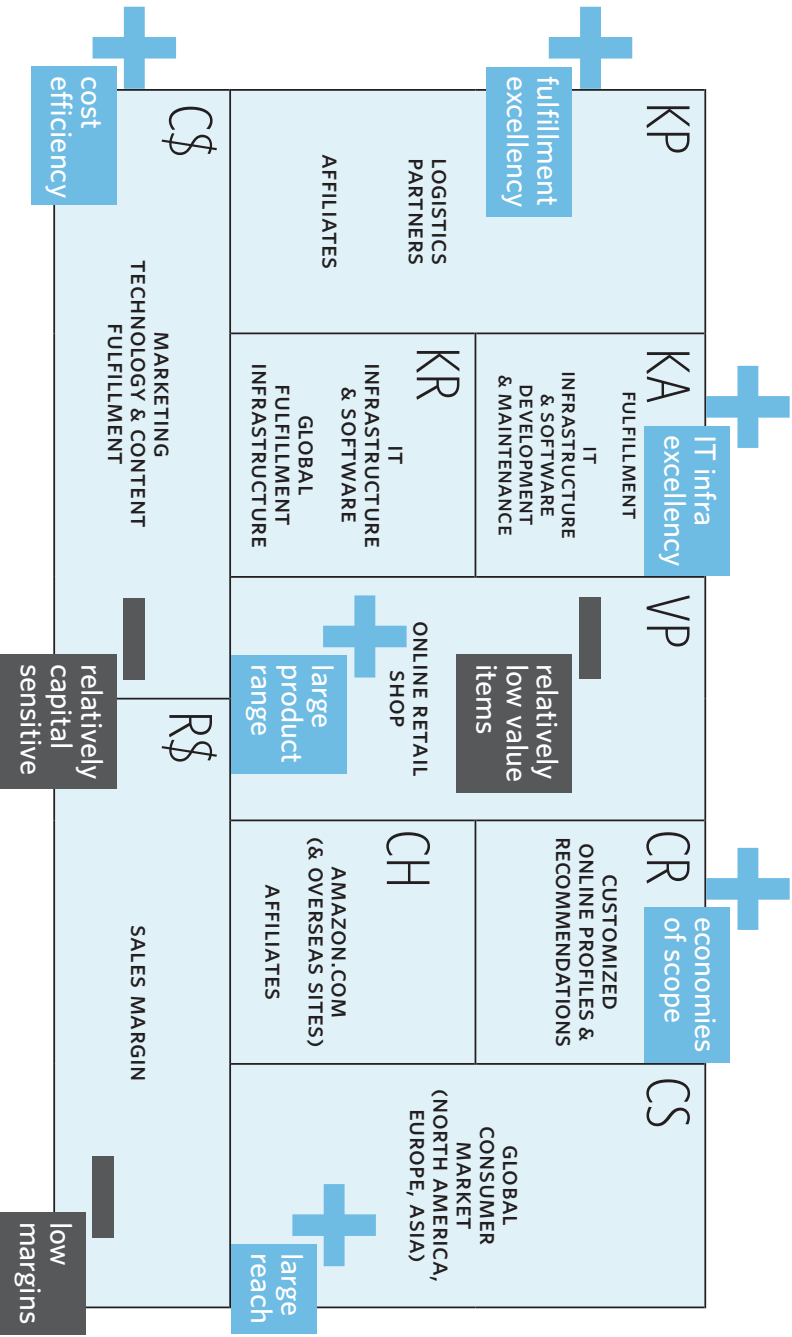 KP
fulfillment
excellency
LOGISTICS
PARTNERS
AFFILIATES
KA
IT infra
excellency
FULFILLMENT
IT
INFRASTRUCTURE
& SOFTWARE
DEVELOPMENT
& MAINTENANCE
KR
IT
INFRASTRUCTURE
& SOFTWARE
GLOBAL
FULFILLMENT
INFRASTRUCTURE
VP
relatively
low value
items
ONLINE RETAIL
SHOP
large
product
range
CR
economies
of scope
CUSTOMIZED
ONLINE PROFILES &
RECOMMENDATIONS
CH
AMAZON.COM
(& OVERSEAS SITES)
AFFILIATES
CS
GLOBAL
CONSUMER
MARKET
(NORTH AMERICA,
EUROPE, ASIA)
large
reach
C$
cost
efficiency
MARKETING
TECHNOLOGY & CONTENT
FULFILLMENT
relatively
capital
sensitive
R$
SALES MARGIN
low
margins